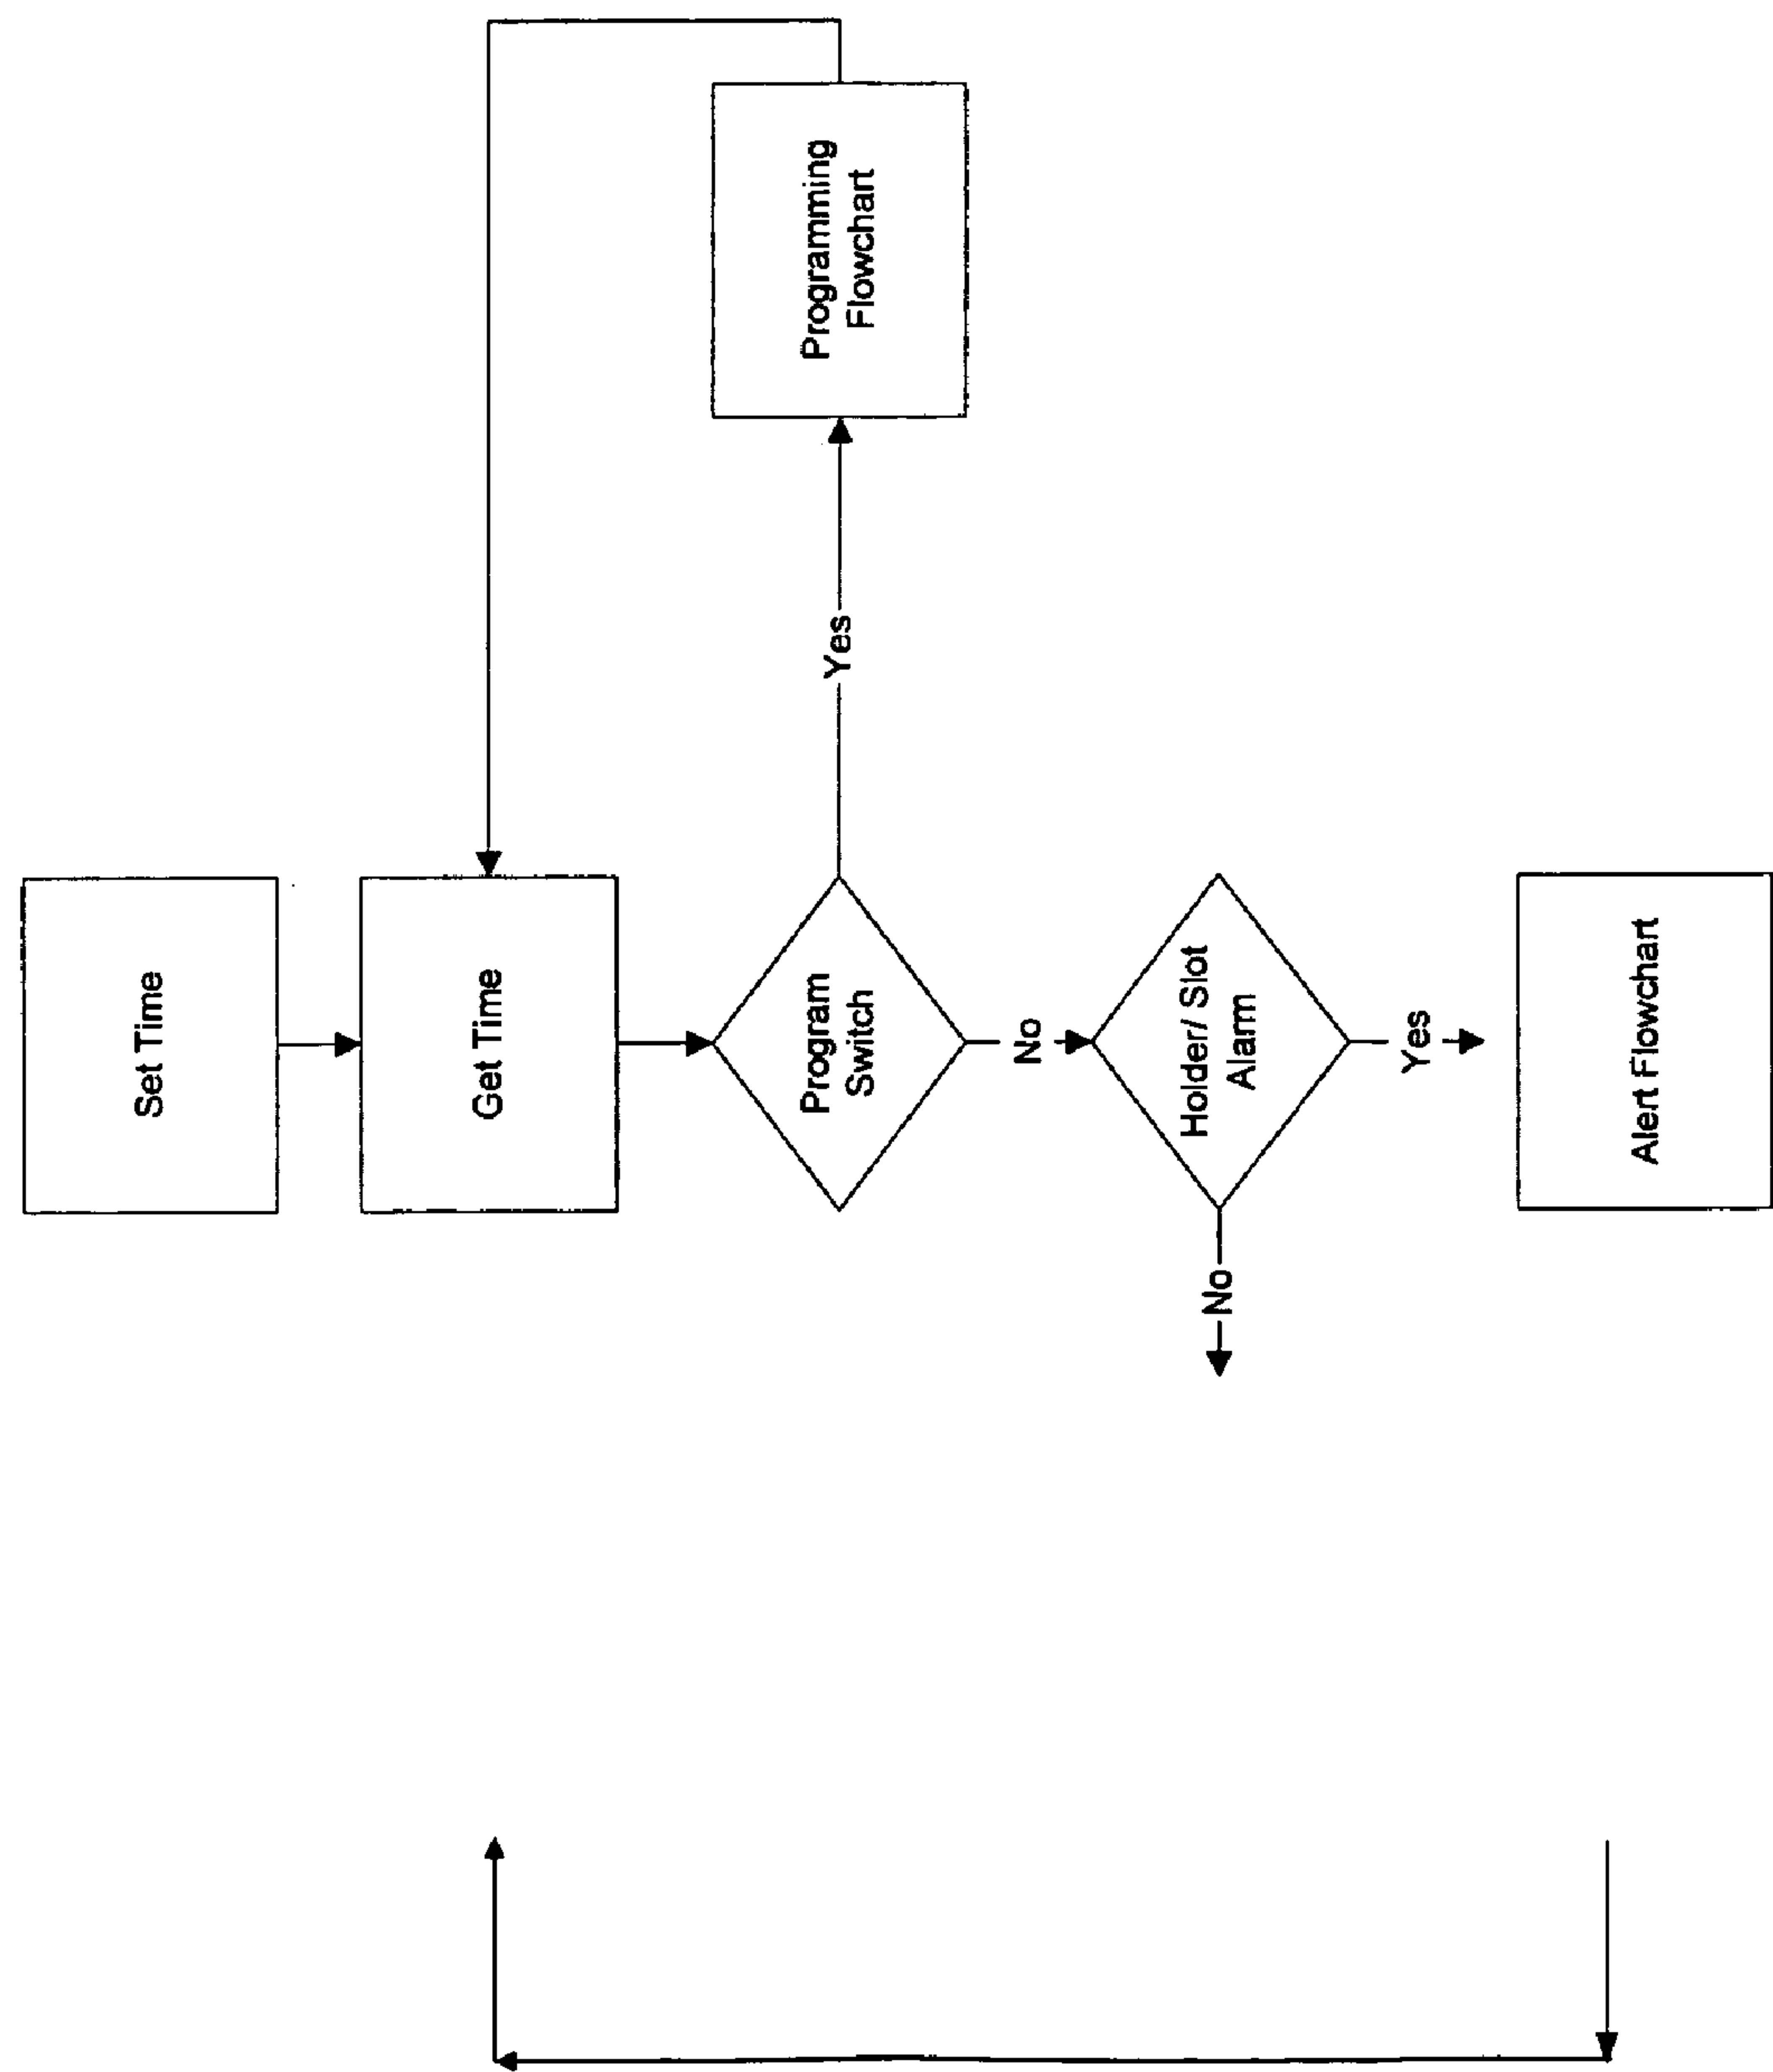 Set Time
Get Time
Program
Switch
Yes
Programming
Flowchart
No
Holder/ Slot
Alarm
No
Yes
Alert Flowchart